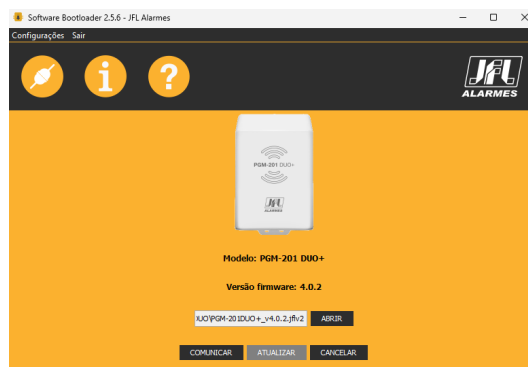 Software Bootloader 2.5.6 - JFL Alarmes
Configurações Sair
i ?
JFL
ALARMES
PGM-201 DUO+
JFL
ALARMES
Modelo: PGM-201 DUO+
Versão firmware: 4.0.2
UO\PGM-201DUO+_v4.0.2.jflv2 ABRIR
COMUNICAR ATUALIZAR CANCELAR